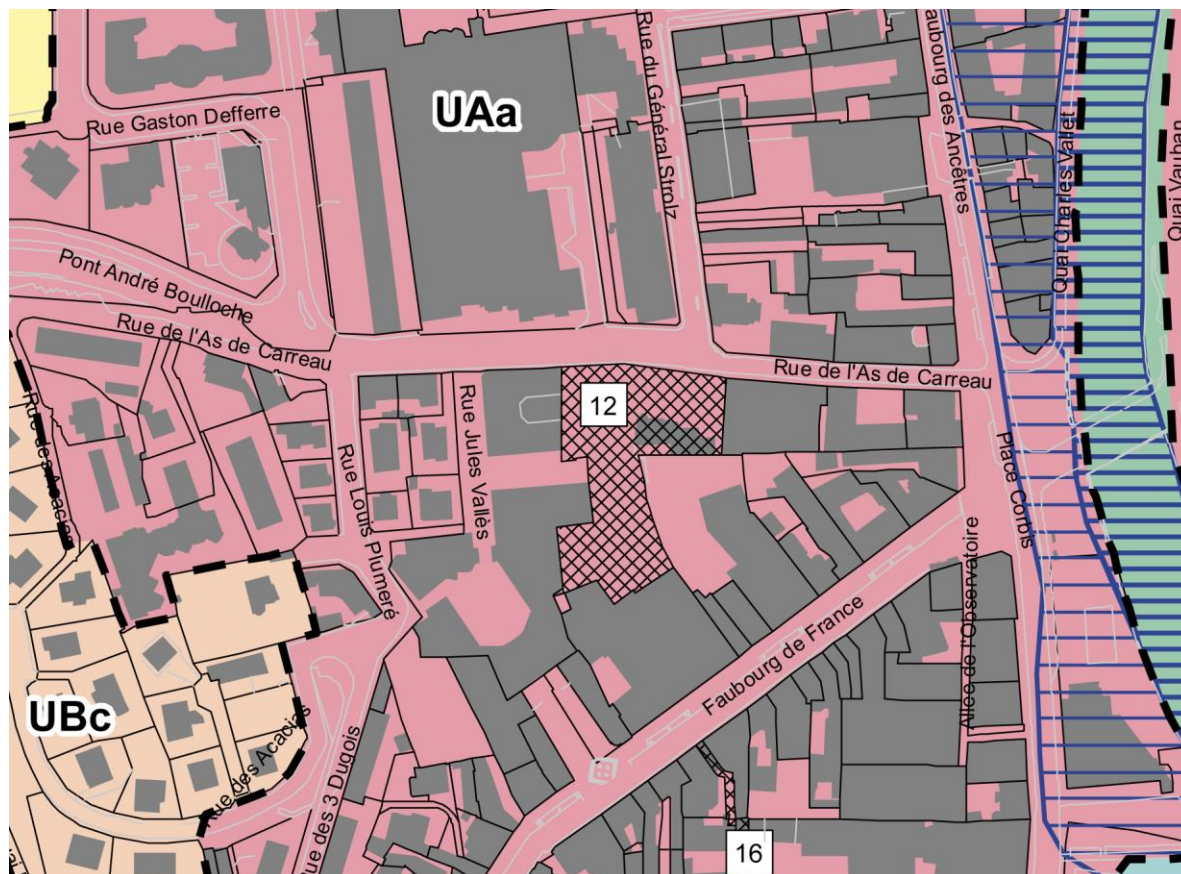 UAa
Rue Gaston Defferre
Rue du Général Strolz
Faubourg des Ancêtres
Quai Charles Vallet
Quai Vauban
Pont André Boulloche
Rue de l'As de Carreau
Rue de l'As de Carreau
12
Rue des Acacias
Rue Louis Plumeré
Rue Jules Vallès
Place Corbis
Allée de l'Observatoire
Faubourg de France
UBc
Rue des Acacias
Rue des 3 Dugois
16